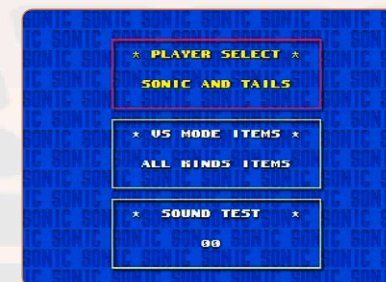 * PLAYER SELECT *
SONIC AND TAILS
* VS MODE ITEMS *
ALL KINDS ITEMS
* SOUND TEST *
00